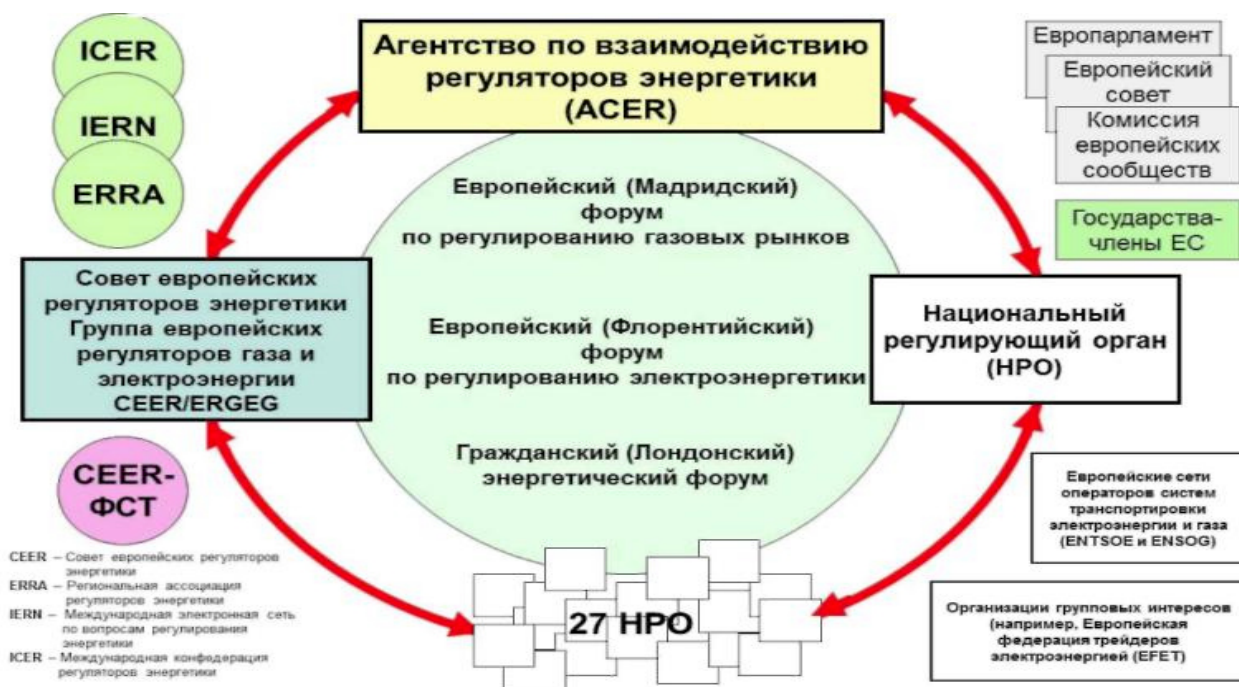 ICER
IERN
ERRA
Агентство по взаимодействию
регуляторов энергетики
(ACER)
Европарламент
Европейский
совет
Комиссия
европейских
сообществ
Государства-
члены ЕС
Европейский (Мадридский)
форум
по регулированию газовых рынков
Европейский (Флорентийский)
форум
по регулированию электроэнергетики
Гражданский (Лондонский)
энергетический форум
Совет европейских
регуляторов энергетики
Группа европейских
регуляторов газа и
электроэнергии
CEER/ERGEG
Национальный
регулирующий орган
(НРО)
CEER-
ФСТ
CEER – Совет европейских регуляторов
энергетики
ERRA – Региональная ассоциация
регуляторов энергетики
IERN – Международная электронная сеть
по вопросам регулирования
энергетики
ICER – Международная конфедерация
регуляторов энергетики
27 НРО
Европейские сети
операторов систем
транспортировки
электроэнергии и газа
(ENTSOE и ENSOG)
Организации групповых интересов
(например, Европейская
федерация трейдеров
электроэнергией (EFET)